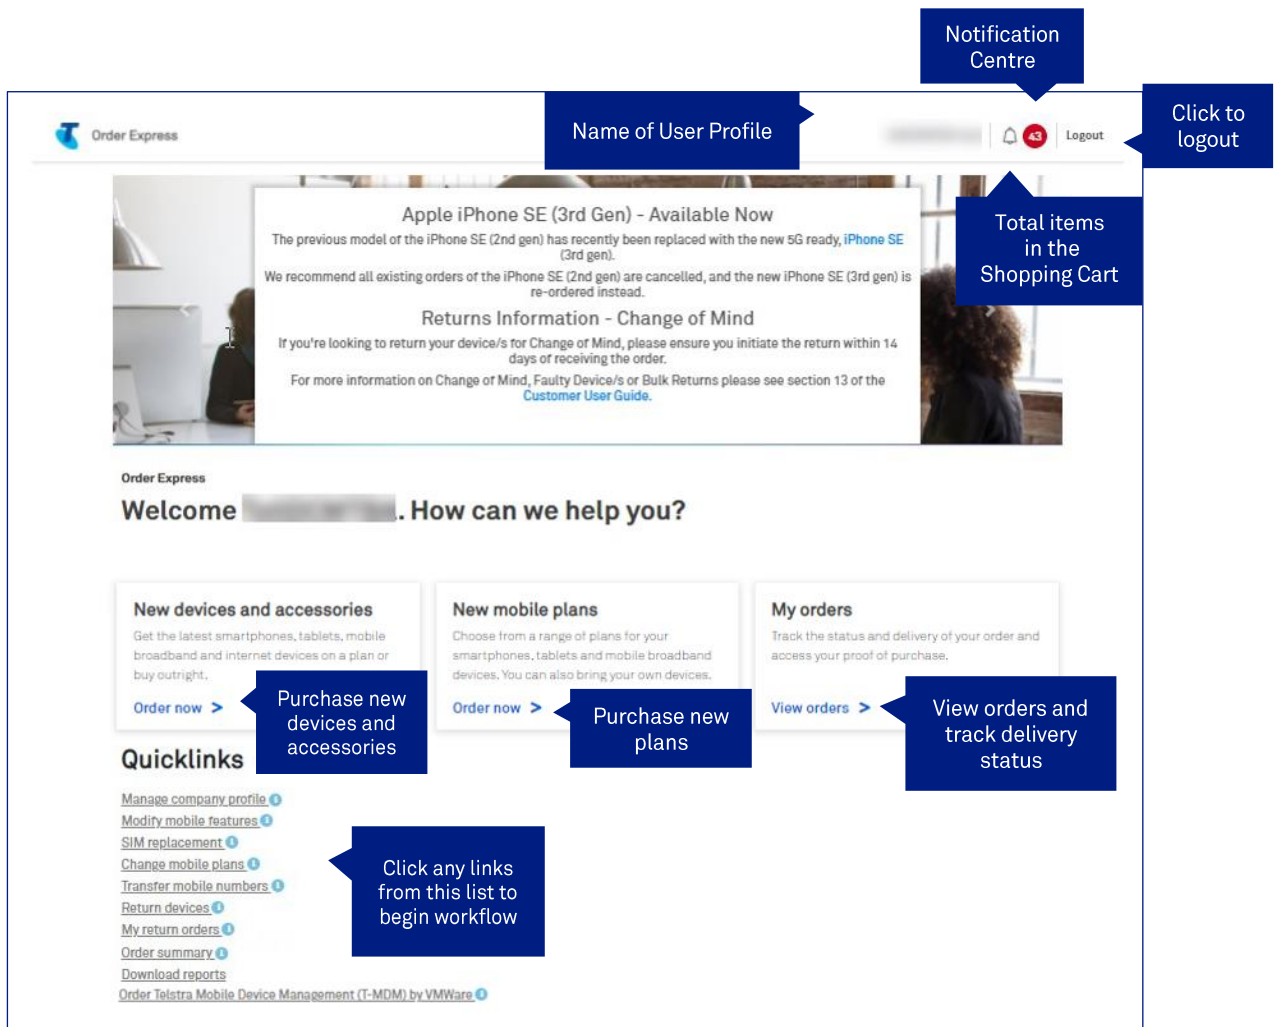 Notification
Centre
Name of User Profile
Click to
logout
Order Express
43
Logout
Total items
in the
Shopping Cart
Apple iPhone SE (3rd Gen) - Available Now
The previous model of the iPhone SE (2nd gen) has recently been replaced with the new 5G ready, iPhone SE
(3rd gen).
We recommend all existing orders of the iPhone SE (2nd gen) are cancelled, and the new iPhone SE (3rd gen) is
re-ordered instead.
Returns Information - Change of Mind
If you're looking to return your device/s for Change of Mind, please ensure you initiate the return within 14
days of receiving the order.
For more information on Change of Mind, Faulty Device/s or Bulk Returns please see section 13 of the
Customer User Guide.
Order Express
Welcome . How can we help you?
New devices and accessories
Get the latest smartphones, tablets, mobile
broadband and internet devices on a plan or
buy outright.
Order now >
Purchase new
devices and
accessories
New mobile plans
Choose from a range of plans for your
smartphones, tablets and mobile broadband
devices. You can also bring your own devices.
Order now >
Purchase new
plans
My orders
Track the status and delivery of your order and
access your proof of purchase.
View orders >
View orders and
track delivery
status
Quicklinks
Manage company profile
Modify mobile features
SIM replacement
Change mobile plans
Transfer mobile numbers
Return devices
My return orders
Order summary
Download reports
Order Telstra Mobile Device Management (T-MDM) by VMWare
Click any links
from this list to
begin workflow